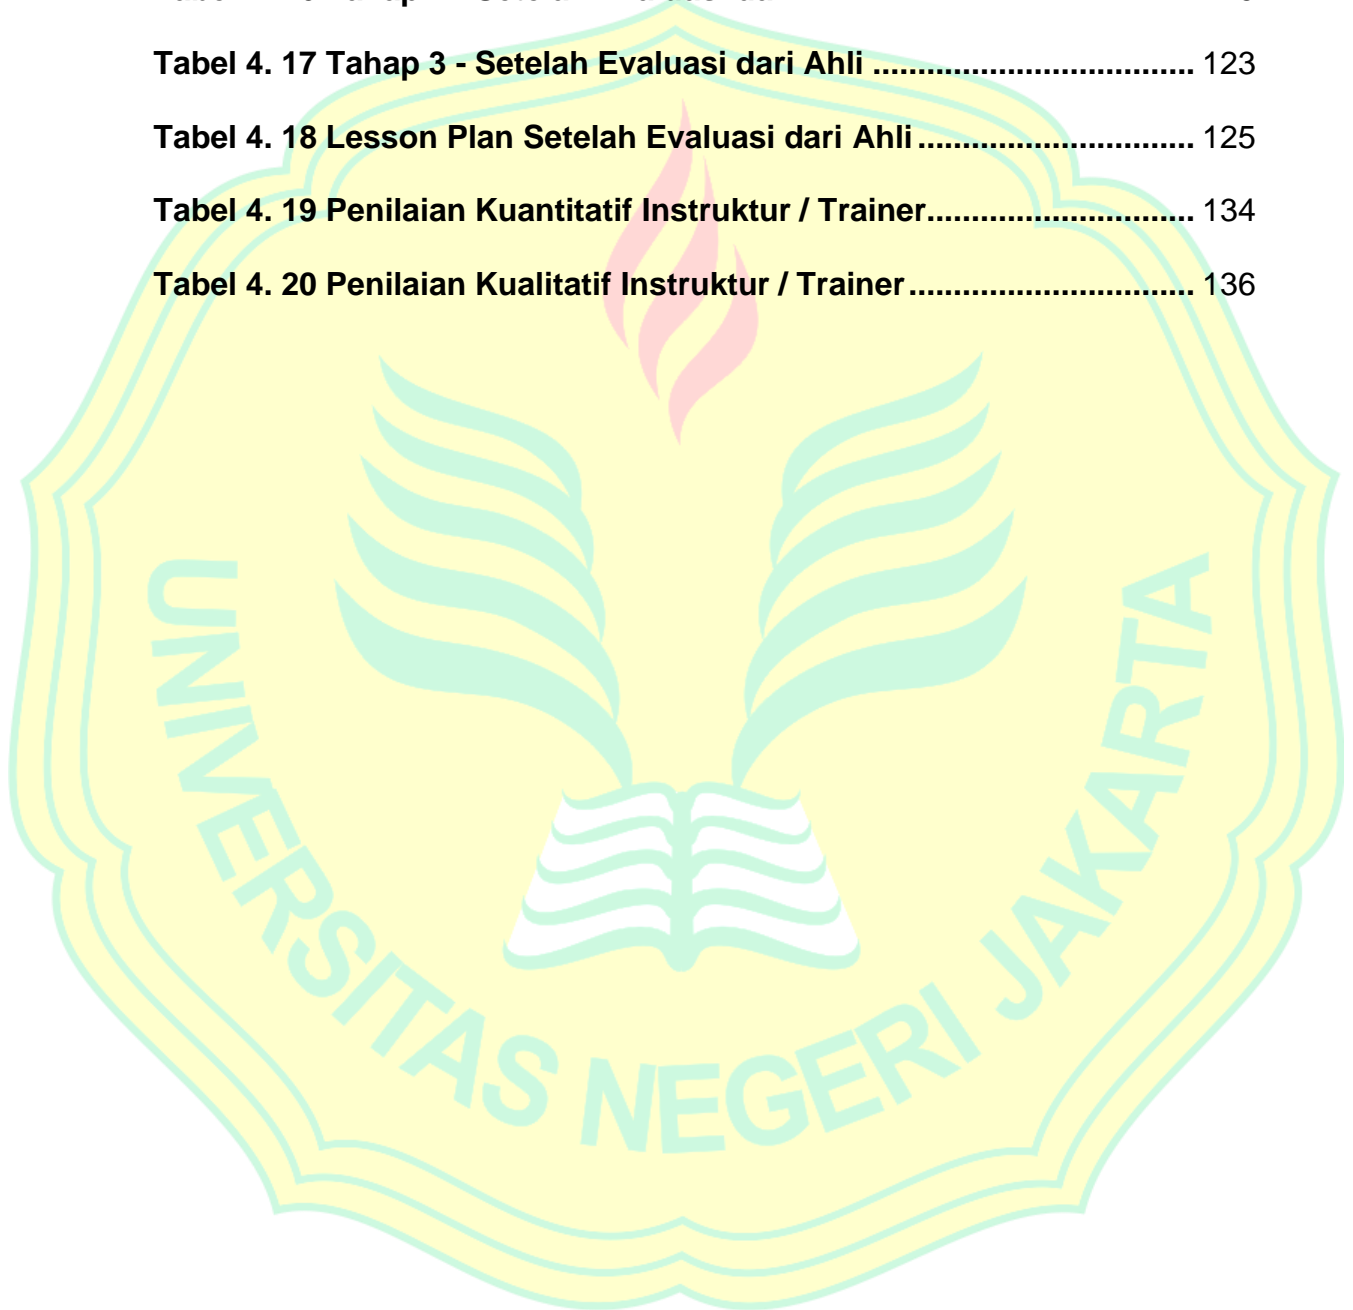 Tabel 4. 17 Tahap 3 - Setelah Evaluasi dari Ahli .................................... 123
Tabel 4. 18 Lesson Plan Setelah Evaluasi dari Ahli ............................... 125
Tabel 4. 19 Penilaian Kuantitatif Instruktur / Trainer.............................. 134
Tabel 4. 20 Penilaian Kualitatif Instruktur / Trainer ................................ 136
UNIVERSITAS NEGERI JAKARTA